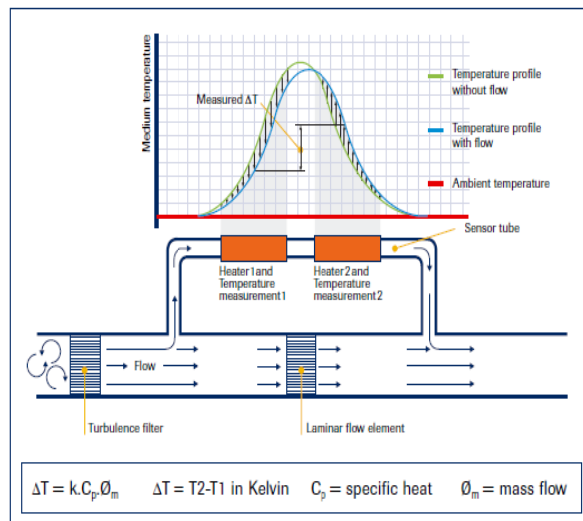 Medium temperature
Measured ΔT
Temperature profile
without flow
Temperature profile
with flow
Ambient temperature
Sensor tube
Heater 1 and
Temperature
measurement 1
Heater 2 and
Temperature
measurement 2
Flow
Turbulence filter
Laminar flow element
ΔT = k.Cp.Øm ΔT = T2-T1 in Kelvin Cp = specific heat Øm = mass flow